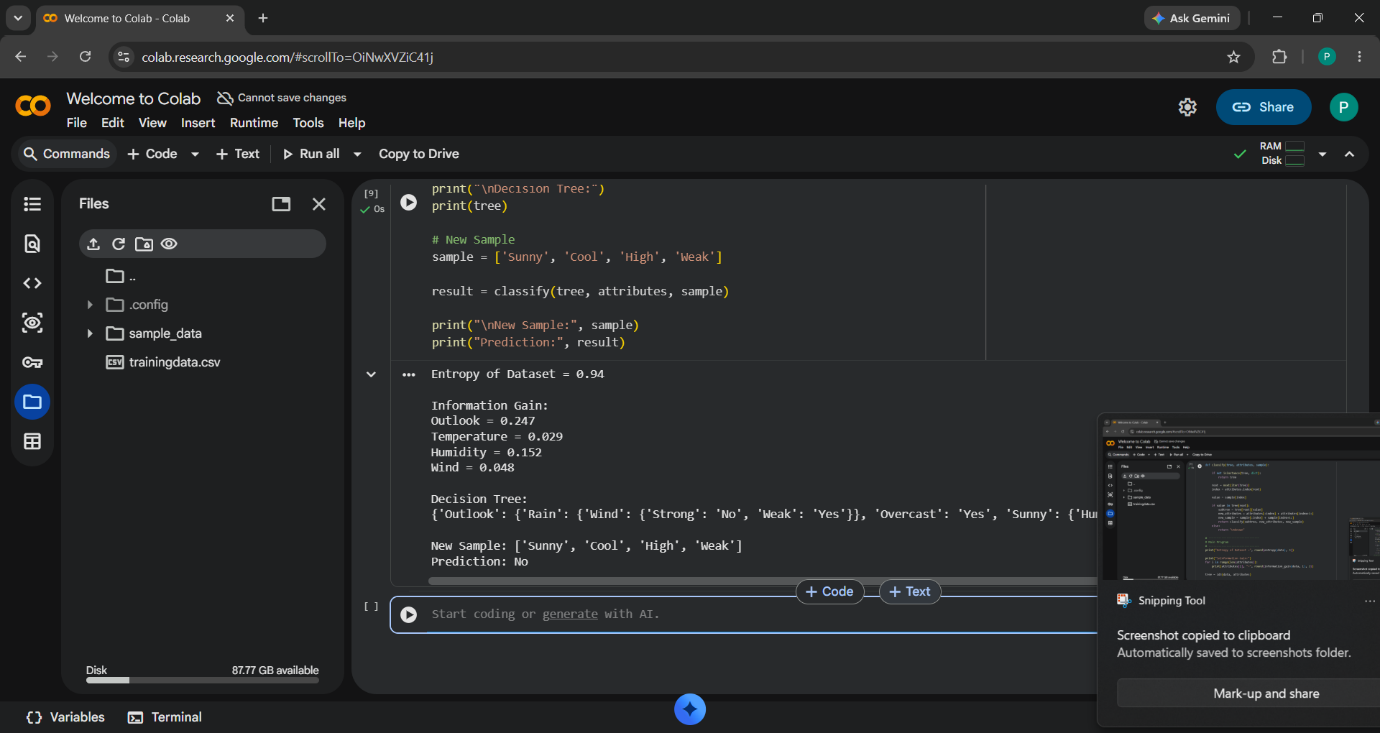 Welcome to Colab - Colab
Ask Gemini
colab.research.google.com/#scrollTo=OiNwXVZiC41j
P
Welcome to Colab
Cannot save changes
Share
P
File Edit View Insert Runtime Tools Help
Commands + Code + Text Run all Copy to Drive
RAM
Disk
Files
..
.config
sample_data
CSV trainingdata.csv
Disk 87.77 GB available
[9]
0s
print("\nDecision Tree:")
print(tree)
# New Sample
sample = ['Sunny', 'Cool', 'High', 'Weak']
result = classify(tree, attributes, sample)
print("\nNew Sample:", sample)
print("Prediction:", result)
Entropy of Dataset = 0.94
Information Gain:
Outlook = 0.247
Temperature = 0.029
Humidity = 0.152
Wind = 0.048
Decision Tree:
{'Outlook': {'Rain': {'Wind': {'Strong': 'No', 'Weak': 'Yes'}}, 'Overcast': 'Yes', 'Sunny': {'Hu
New Sample: ['Sunny', 'Cool', 'High', 'Weak']
Prediction: No
+ Code + Text
[ ]
Start coding or generate with AI.
Snipping Tool
Screenshot copied to clipboard
Automatically saved to screenshots folder.
Mark-up and share
{} Variables Terminal